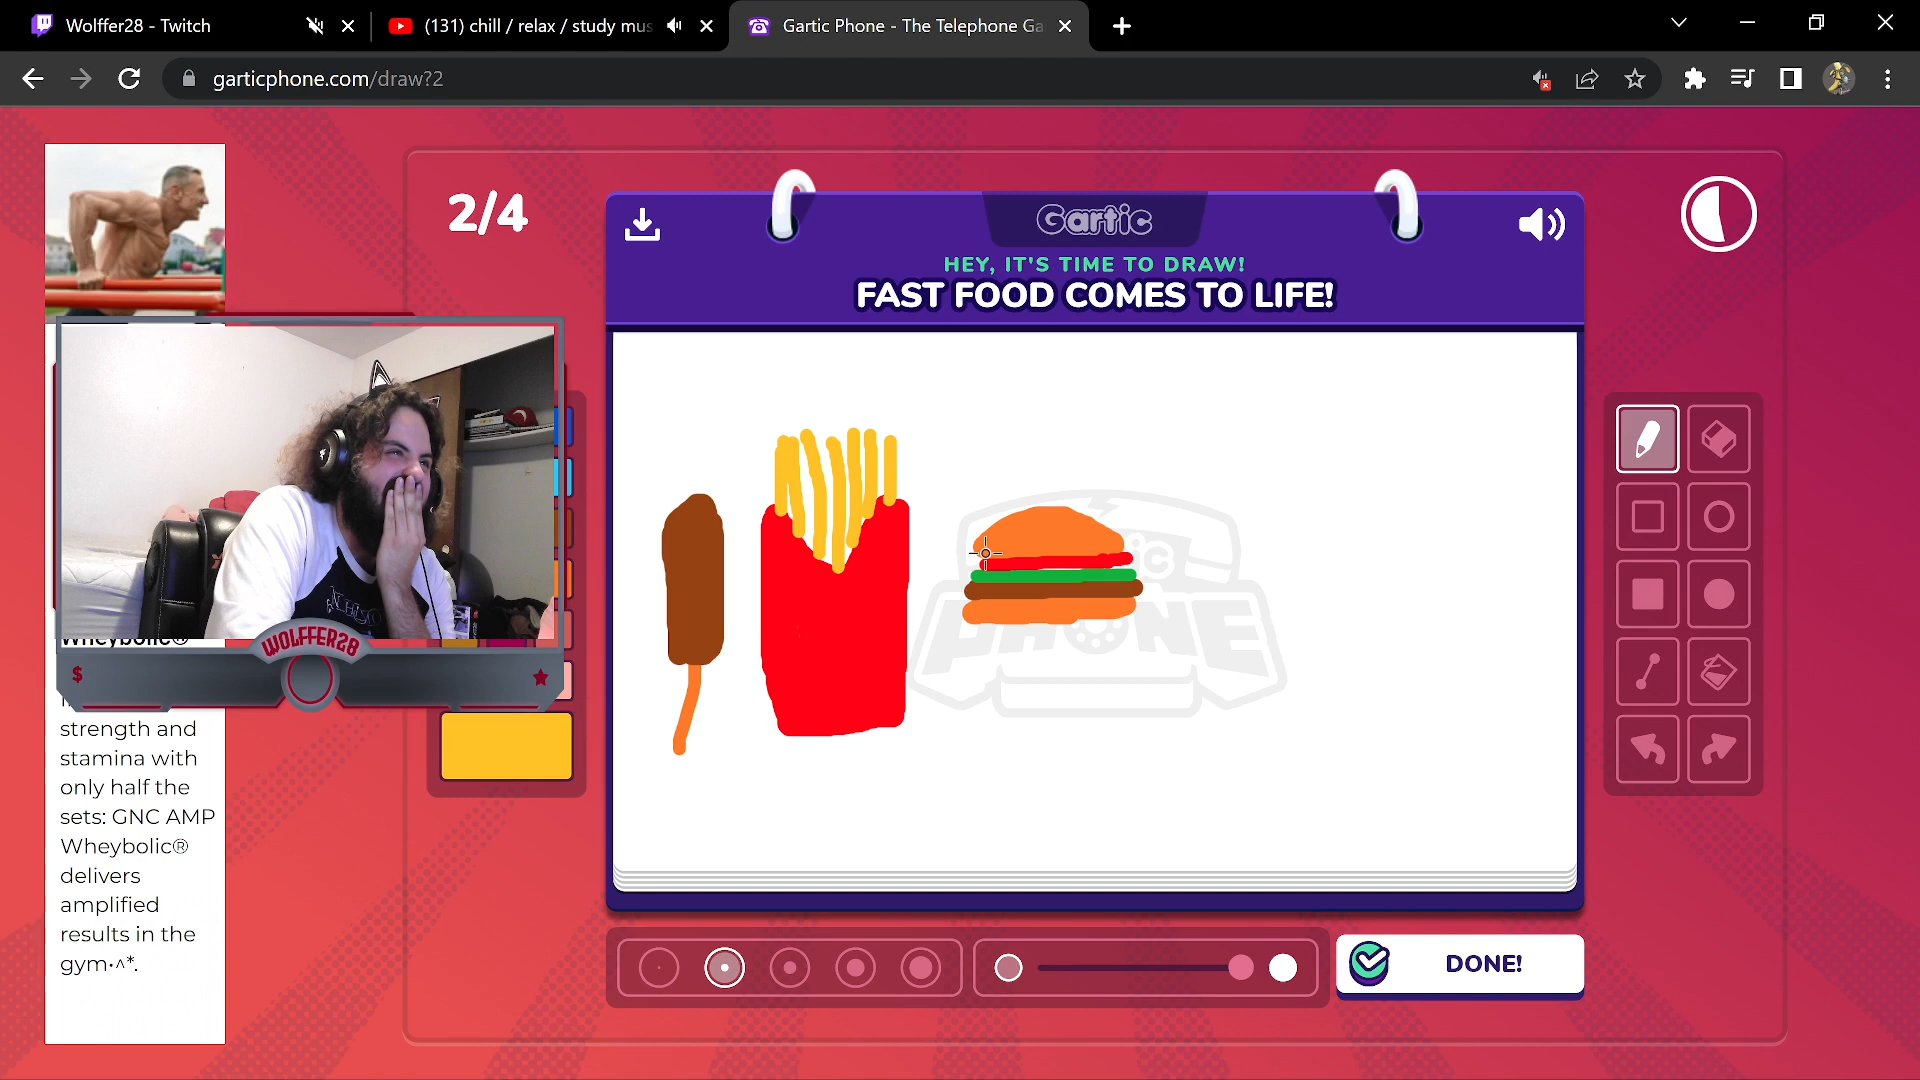 Wolffer28 - Twitch
(131) chill / relax / study mus
Gartic Phone - The Telephone Ga
garticphone.com/draw?2
2/4
Gartic
HEY, IT'S TIME TO DRAW!
FAST FOOD COMES TO LIFE!
PHONE
WOLFFER28
$
Wheybolic®
strength and
stamina with
only half the
sets: GNC AMP
Wheybolic®
delivers
amplified
results in the
gym·^*.
DONE!